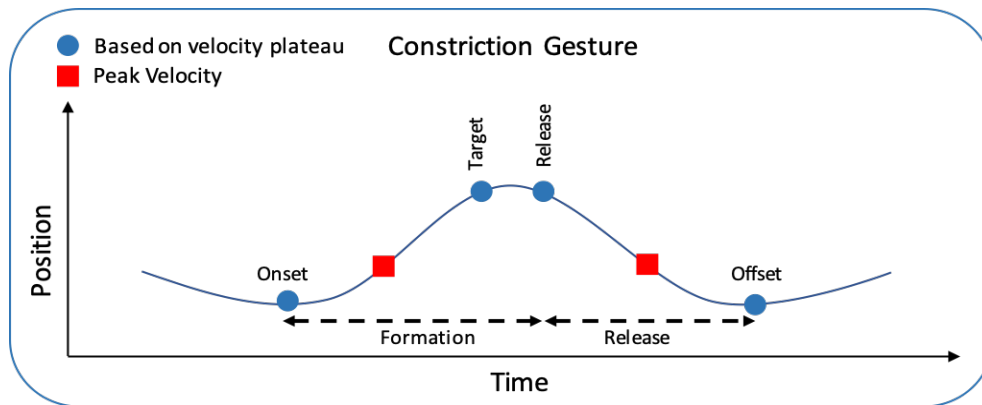 Based on velocity plateau
Constriction Gesture
Peak Velocity
Target
Release
Position
Onset
Offset
Formation
Release
Time